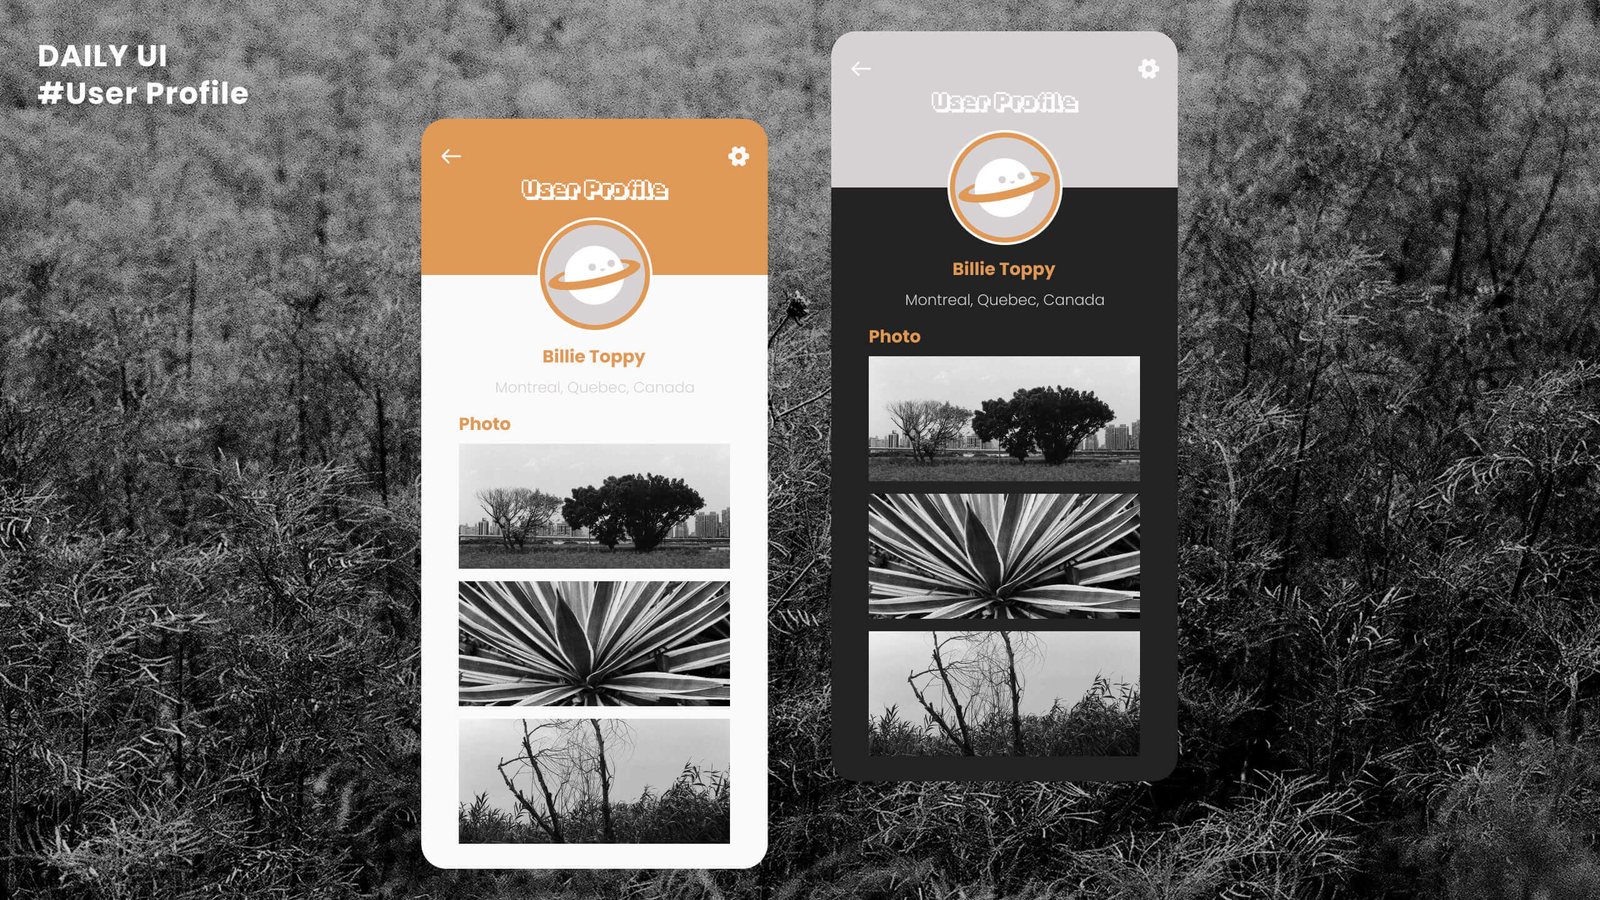 DAILY UI
#User Profile
User Profile
Billie Toppy
Montreal, Quebec, Canada
Photo
User Profile
Billie Toppy
Montreal, Quebec, Canada
Photo